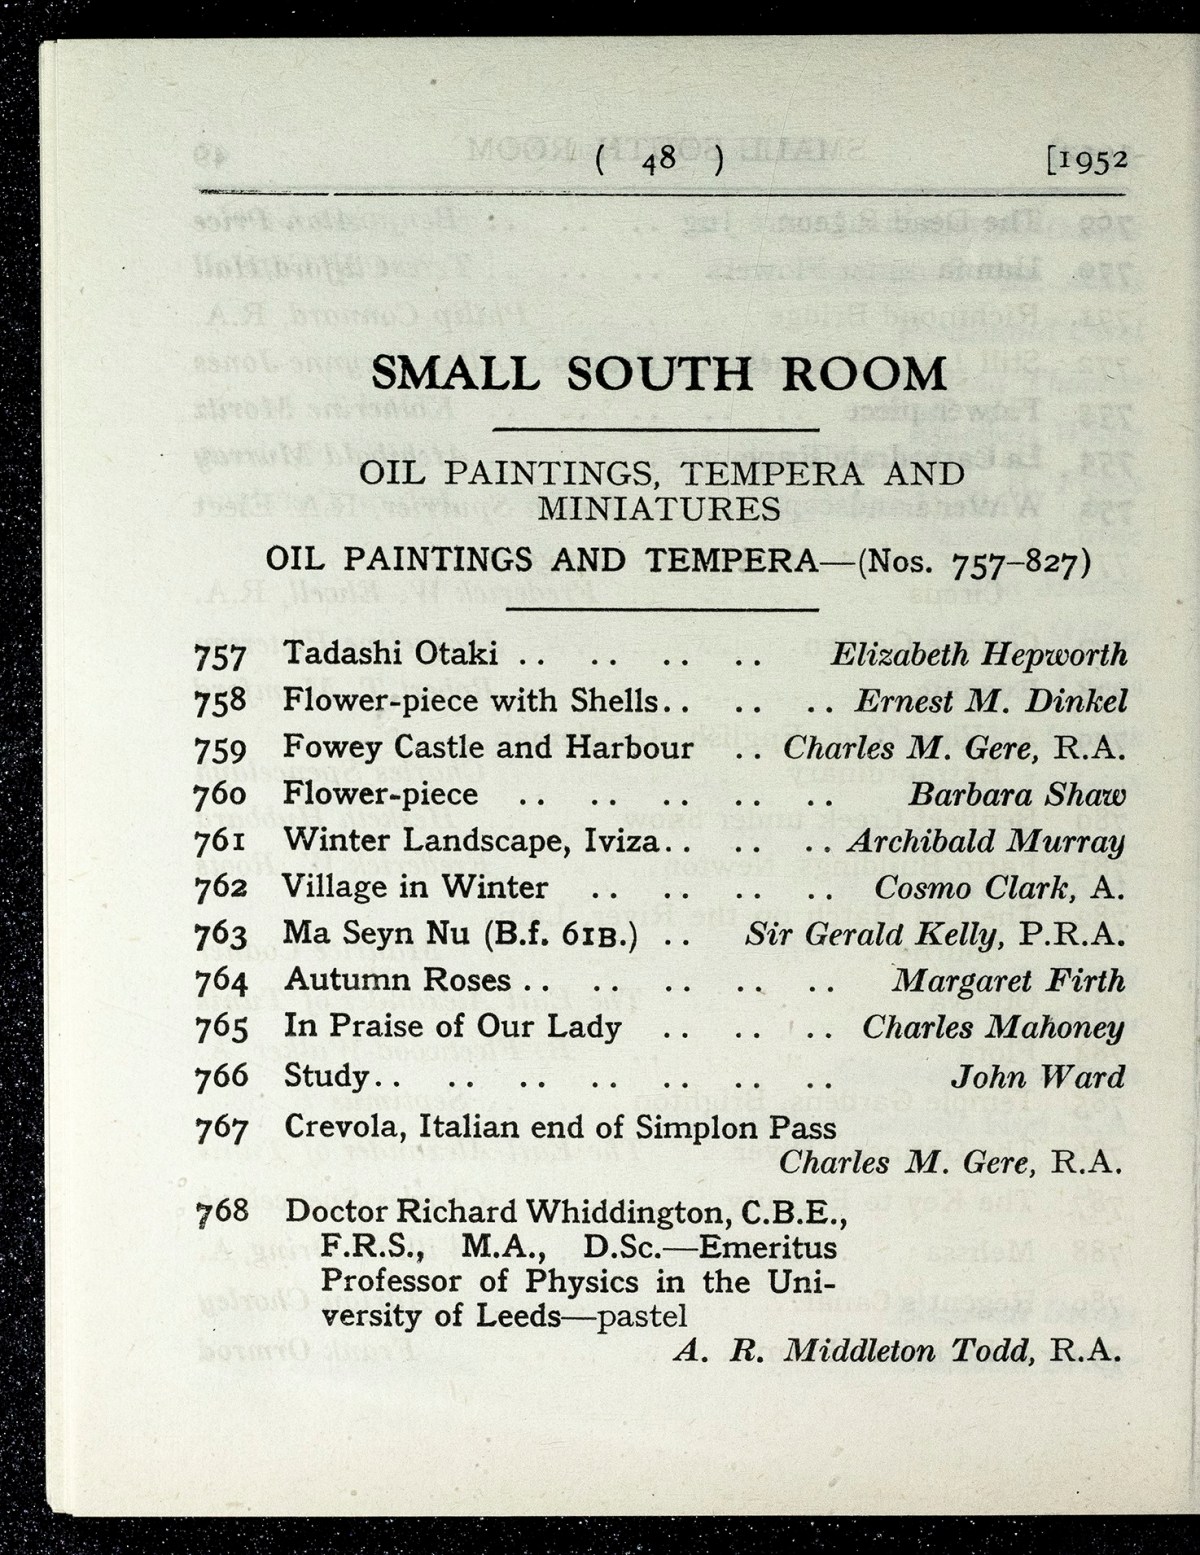 ( 48 ) [1952
SMALL SOUTH ROOM
OIL PAINTINGS, TEMPERA AND
MINIATURES
OIL PAINTINGS AND TEMPERA—(Nos. 757–827)
757 Tadashi Otaki .. .. .. .. Elizabeth Hepworth
758 Flower-piece with Shells.. .. .. Ernest M. Dinkel
759 Fowey Castle and Harbour .. Charles M. Gere, R.A.
760 Flower-piece .. .. .. .. .. Barbara Shaw
761 Winter Landscape, Iviza.. .. .. Archibald Murray
762 Village in Winter .. .. .. .. Cosmo Clark, A.
763 Ma Seyn Nu (B.f. 61B.) .. Sir Gerald Kelly, P.R.A.
764 Autumn Roses .. .. .. .. .. Margaret Firth
765 In Praise of Our Lady .. .. .. Charles Mahoney
766 Study.. .. .. .. .. .. .. John Ward
767 Crevola, Italian end of Simplon Pass
Charles M. Gere, R.A.
768 Doctor Richard Whiddington, C.B.E.,
F.R.S., M.A., D.Sc.—Emeritus
Professor of Physics in the Uni-
versity of Leeds—pastel
A. R. Middleton Todd, R.A.